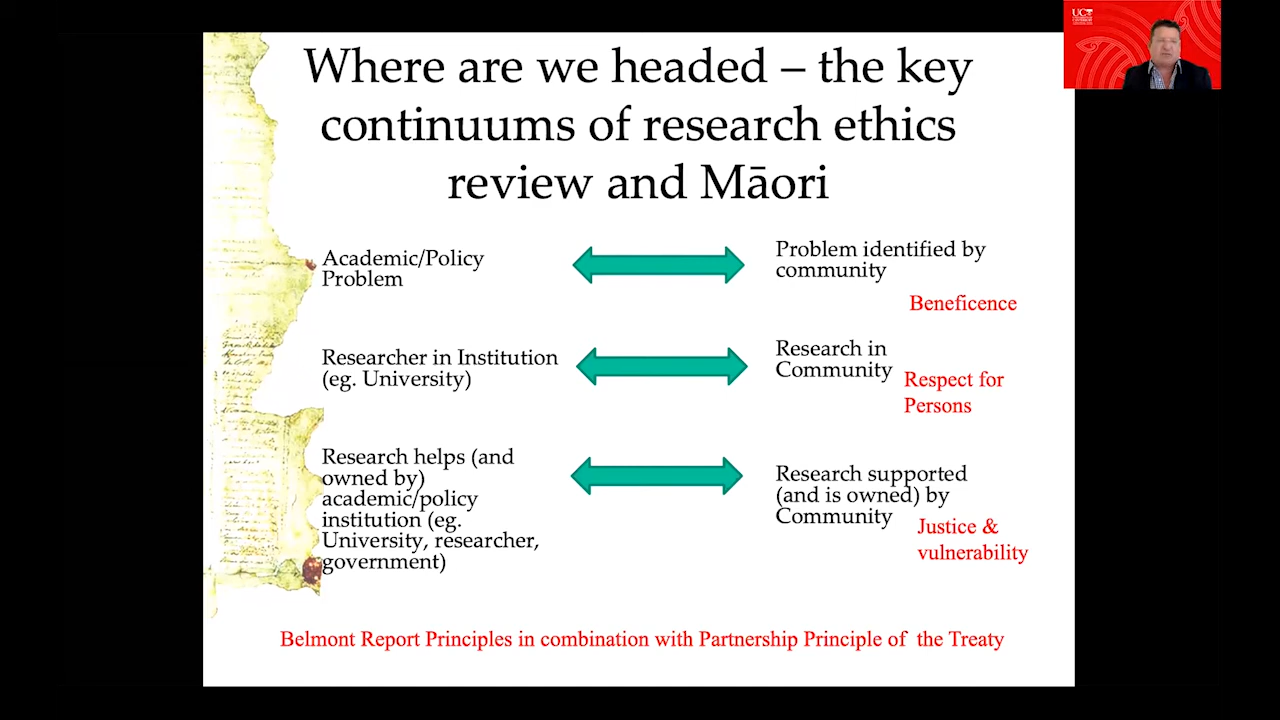 Where are we headed – the key
continuums of research ethics
review and Māori
Academic/Policy
Problem
Problem identified by
community
Beneficence
Researcher in Institution
(eg. University)
Research in
Community
Respect for
Persons
Research helps (and
owned by)
academic/policy
institution (eg.
University, researcher,
government)
Research supported
(and is owned) by
Community
Justice &
vulnerability
Belmont Report Principles in combination with Partnership Principle of the Treaty
UC